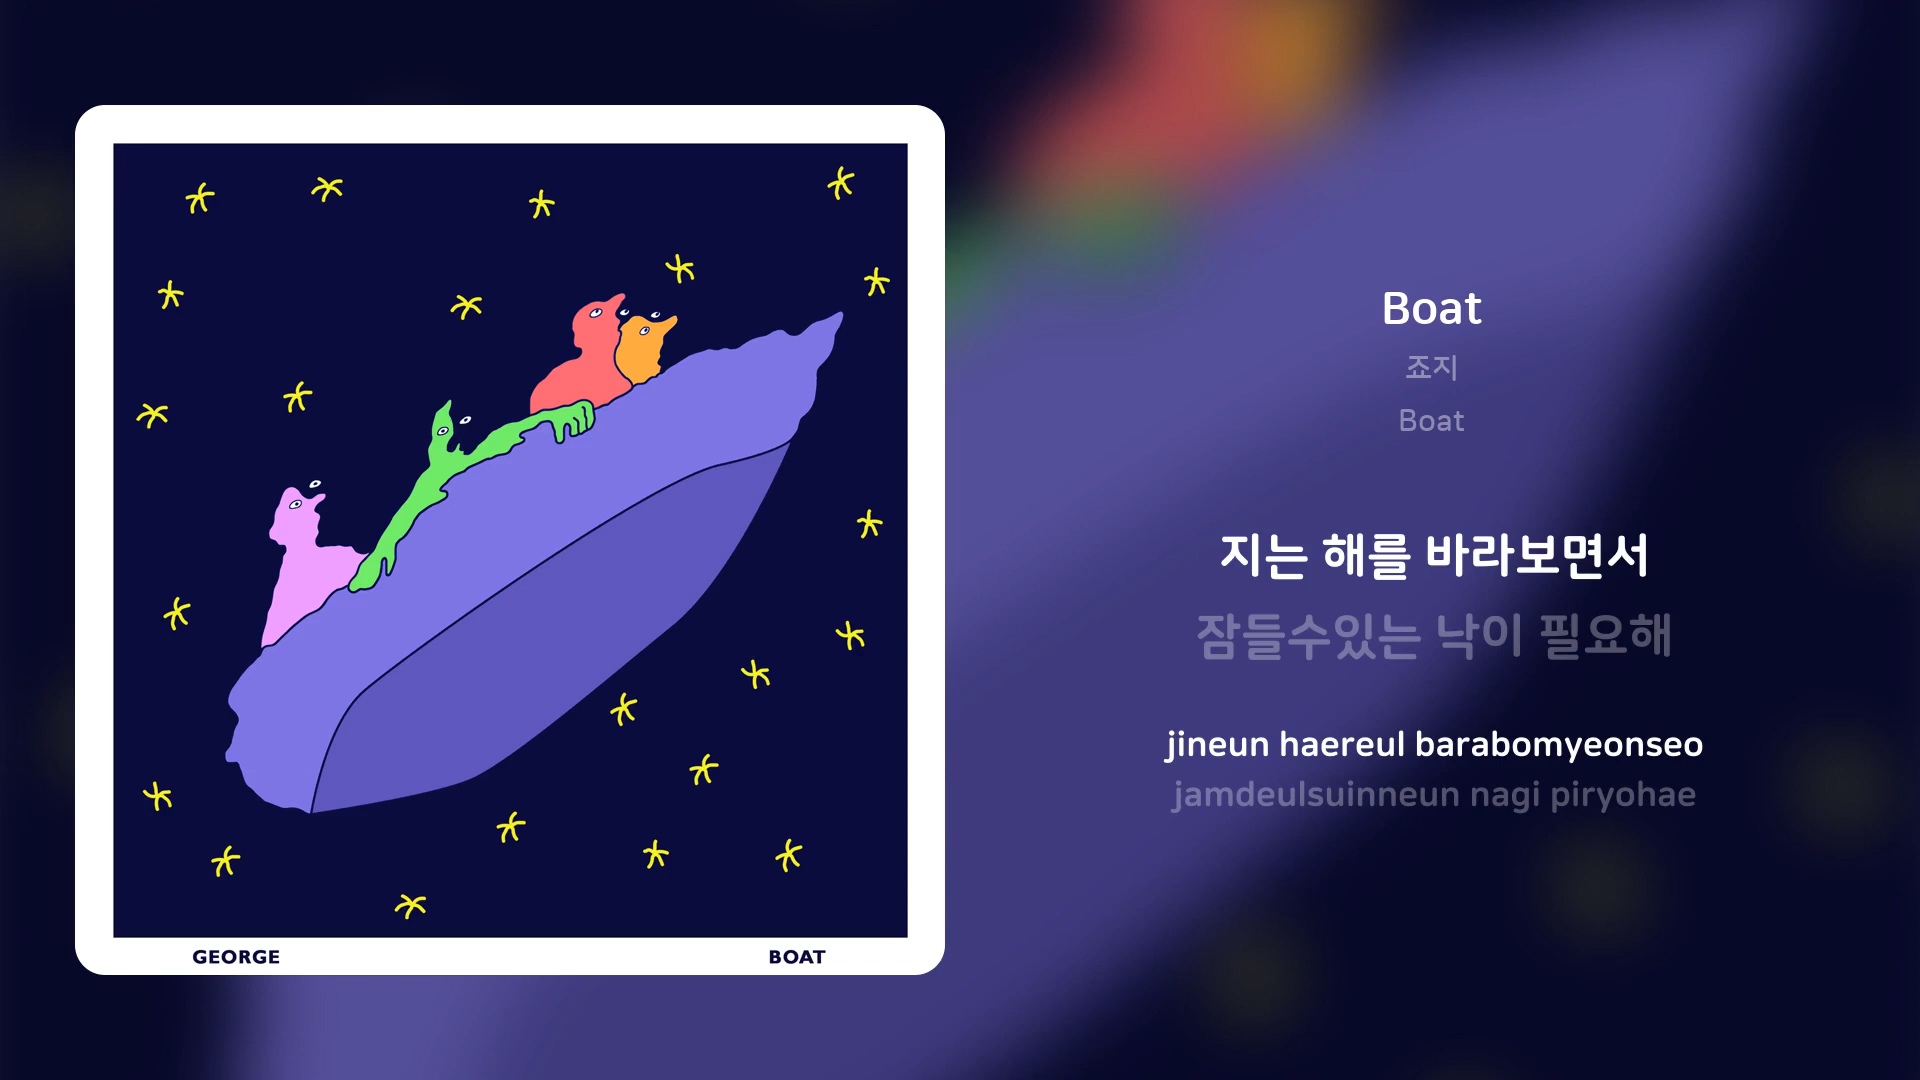 GEORGE
BOAT
Boat
죠지
Boat
지는 해를 바라보면서
잠들수있는 낙이 필요해
jineun haereul barabomyeonseo
jamdeulsuinneun nagi piryohae